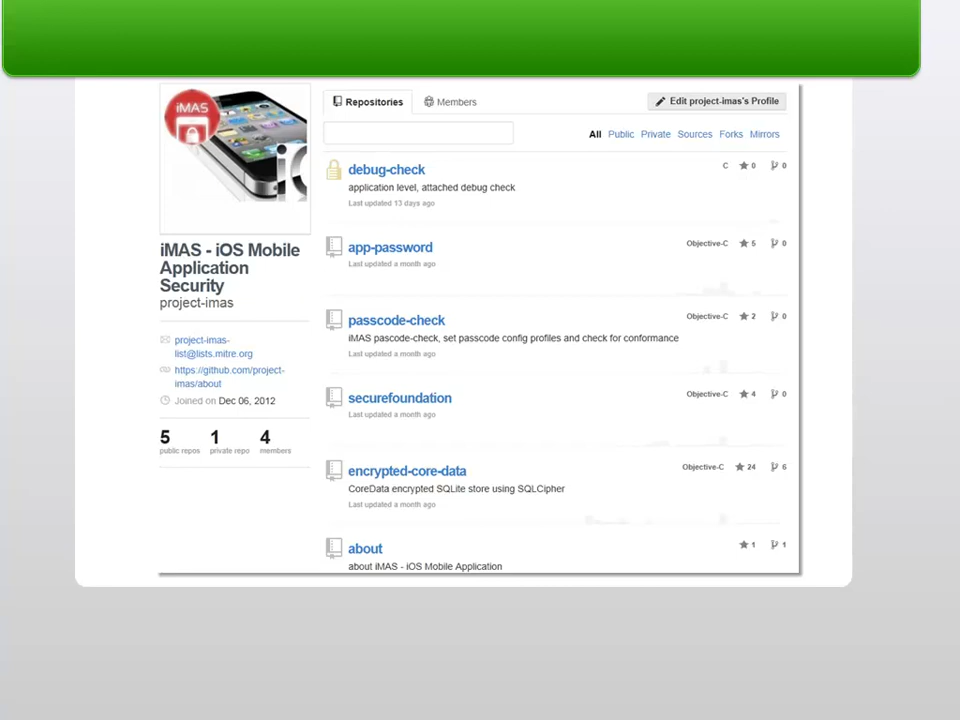 iMAS
iMAS - iOS Mobile
Application
Security
project-imas
project-imas-
list@lists.mitre.org
https://github.com/project-
imas/about
Joined on Dec 06, 2012
5 1 4
public repos private repo members
Repositories Members Edit project-imas's Profile
All Public Private Sources Forks Mirrors
debug-check C 0 0
application level, attached debug check
Last updated 13 days ago
app-password Objective-C 5 0
Last updated a month ago
passcode-check Objective-C 2 0
iMAS pascode-check, set passcode config profiles and check for conformance
Last updated a month ago
securefoundation Objective-C 4 0
Last updated a month ago
encrypted-core-data Objective-C 24 6
CoreData encrypted SQLite store using SQLCipher
Last updated a month ago
about 1 1
about iMAS - iOS Mobile Application